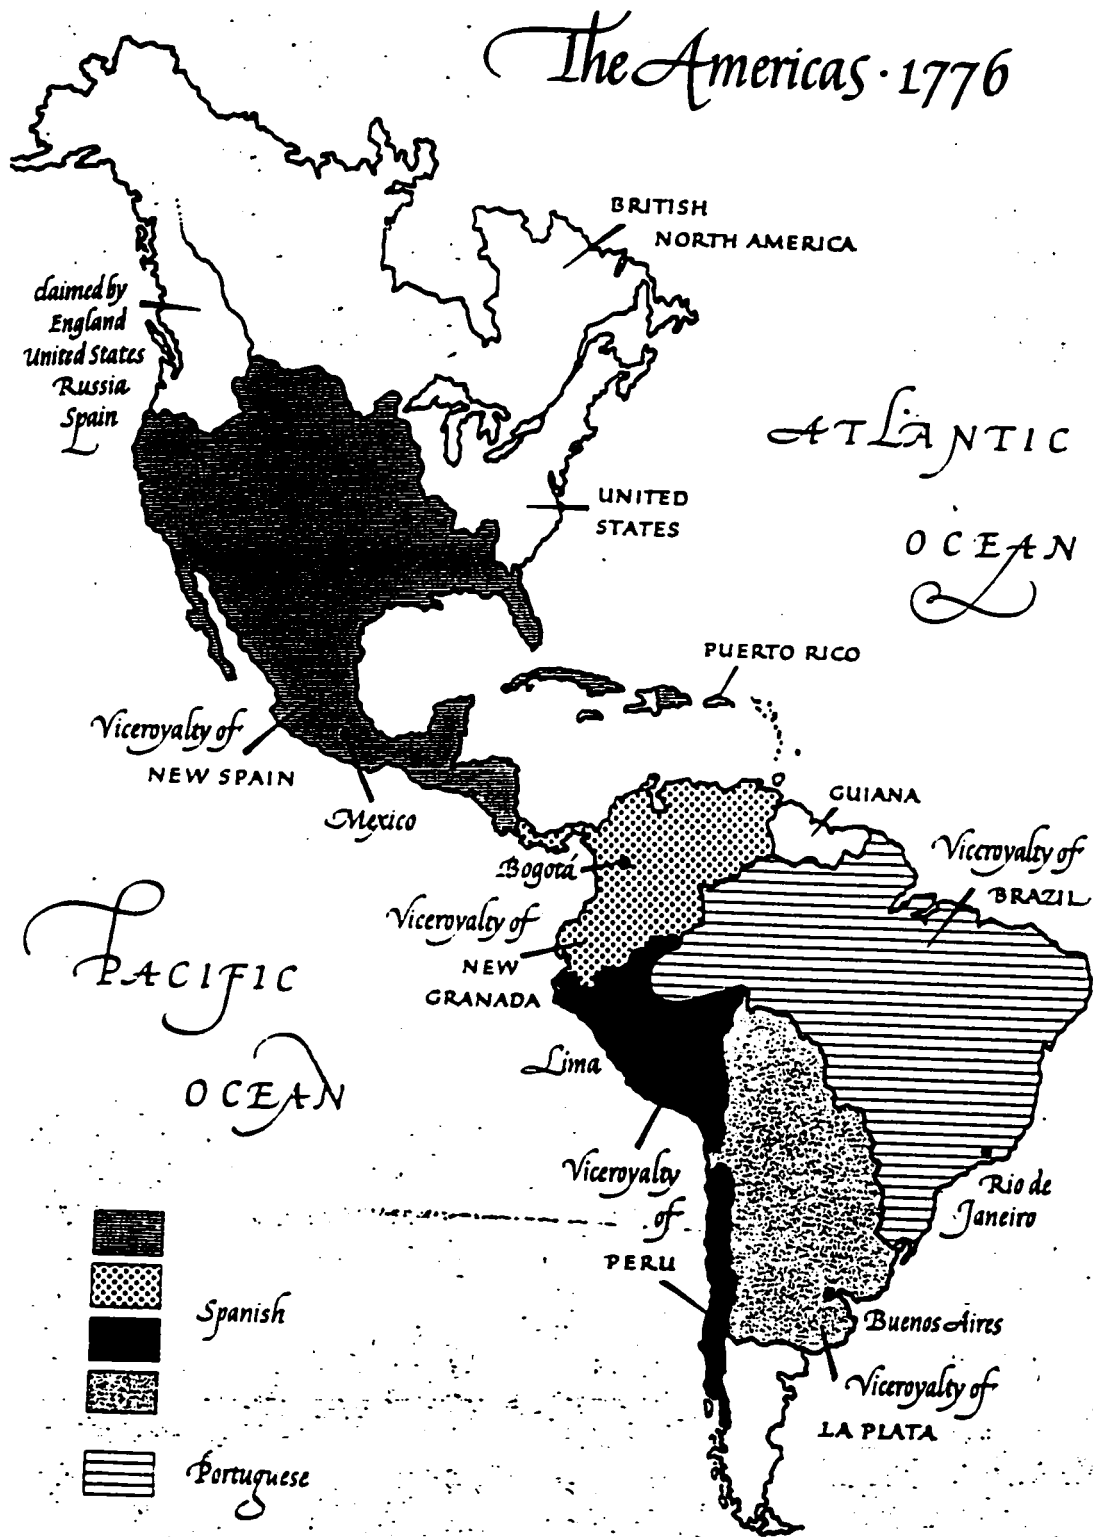 The Americas · 1776
BRITISH
NORTH AMERICA
claimed by
England
United States
Russia
Spain
ATLANTIC
OCEAN
UNITED
STATES
PUERTO RICO
Viceroyalty of
NEW SPAIN
Mexico
GUIANA
Viceroyalty of
BRAZIL
Bogotá
Viceroyalty of
NEW
GRANADA
PACIFIC
OCEAN
Lima
Viceroyalty
of
PERU
Rio de
Janeiro
Buenos Aires
Viceroyalty of
LA PLATA
Spanish
Portuguese